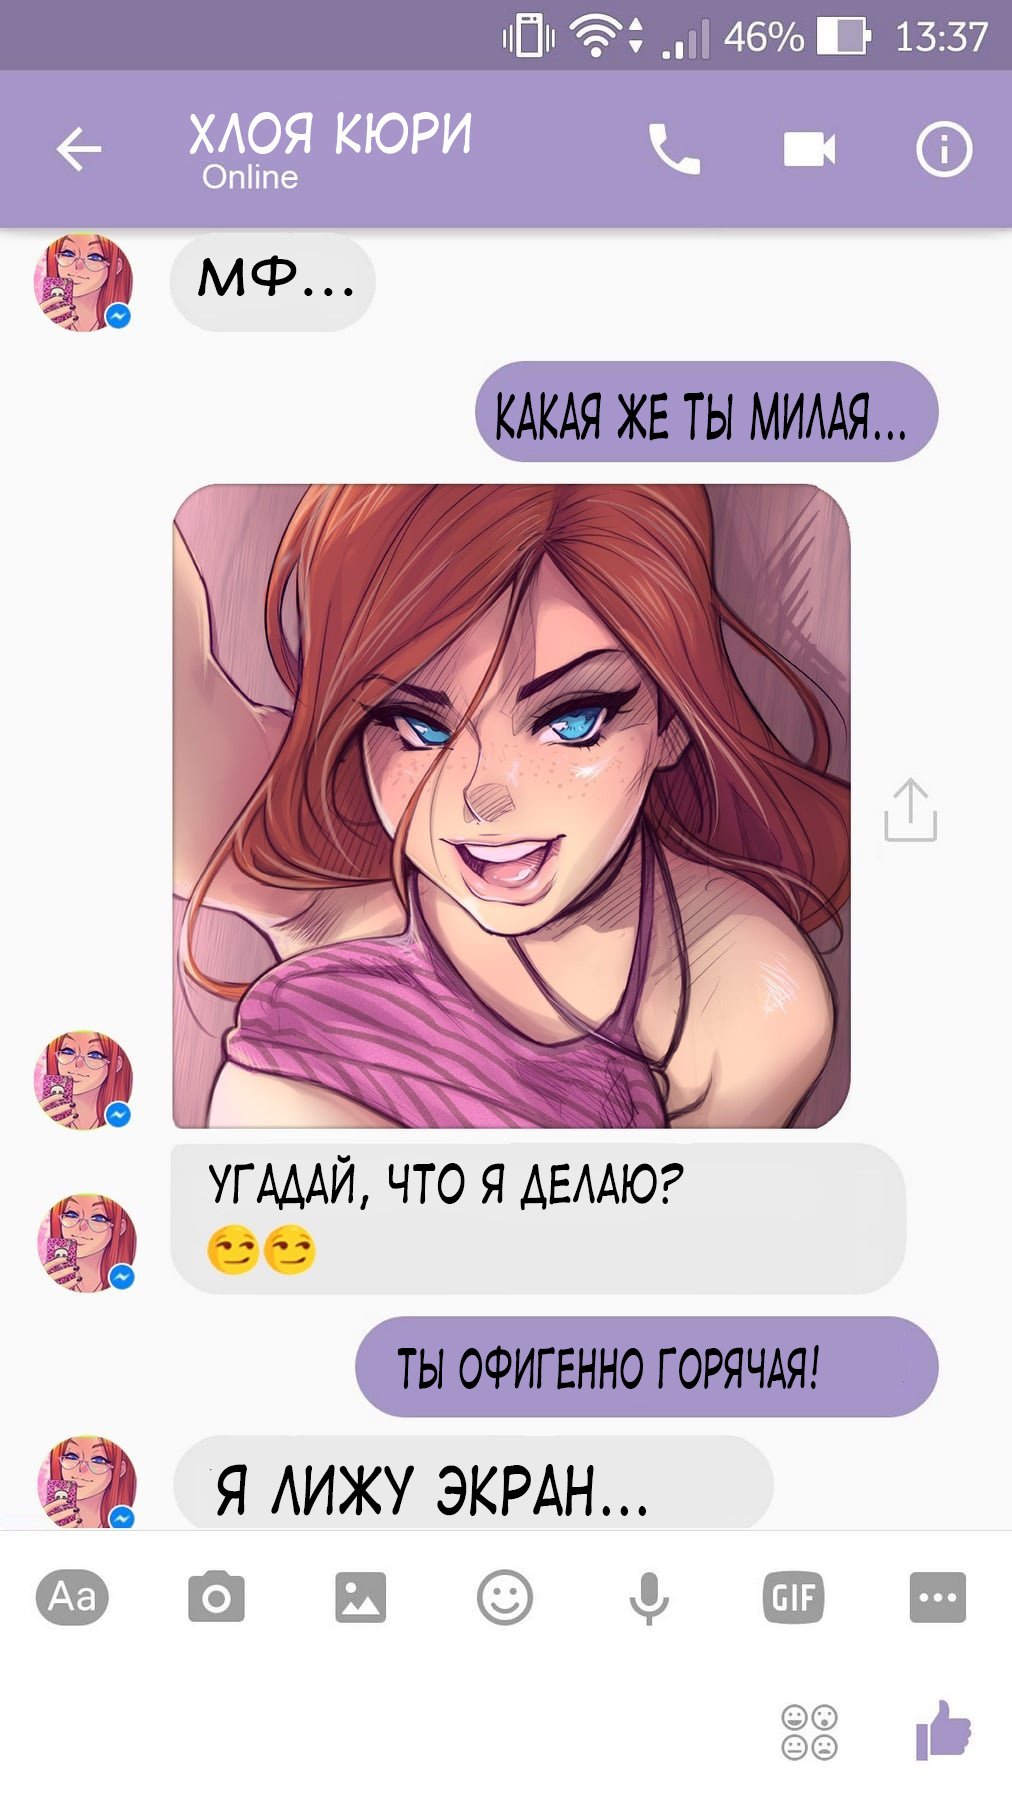 46% 13:37
ХЛОЯ КЮРИ
Online
МФ...
КАКАЯ ЖЕ ТЫ МИЛАЯ...
УГАДАЙ, ЧТО Я ДЕЛАЮ?
ТЫ ОФИГЕННО ГОРЯЧАЯ!
Я ЛИЖУ ЭКРАН...
Aa
GIF